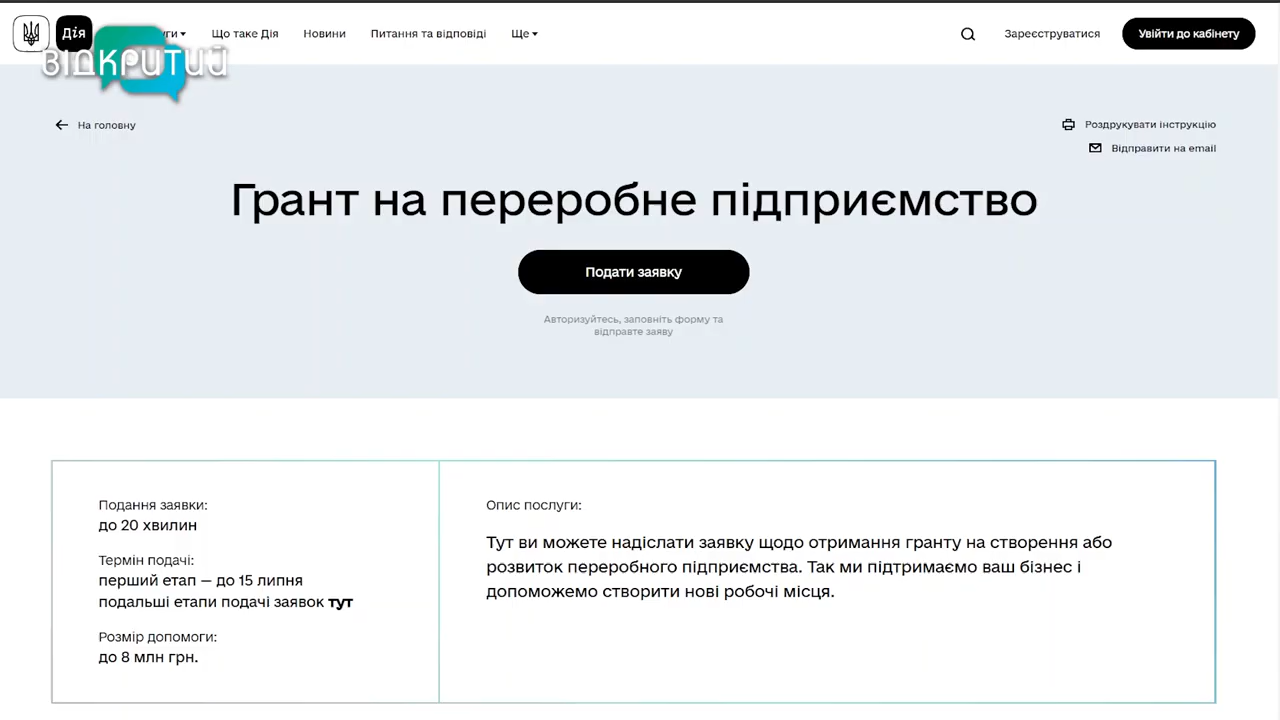 Дія
Що таке Дія
Новини
Питання та відповіді
Ще
Зареєструватися
Увійти до кабінету
ВІДКРИТИЙ
На головну
Роздрукувати інструкцію
Відправити на email
Грант на переробне підприємство
Подати заявку
Авторизуйтесь, заповніть форму та
відправте заяву
Подання заявки:
до 20 хвилин
Термін подачі:
перший етап — до 15 липня
подальші етапи подачі заявок тут
Розмір допомоги:
до 8 млн грн.
Опис послуги:
Тут ви можете надіслати заявку щодо отримання гранту на створення або
розвиток переробного підприємства. Так ми підтримаємо ваш бізнес і
допоможемо створити нові робочі місця.